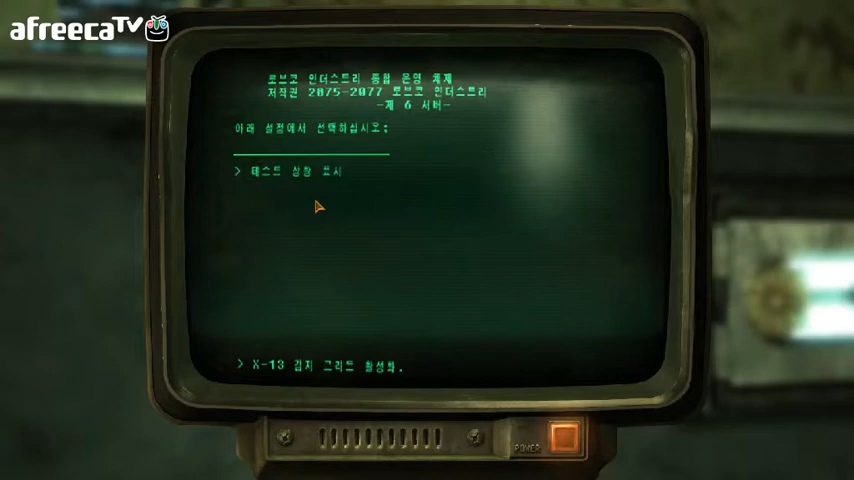 afreecaTV
로브코 인더스트리 통합 운영 체제
저작권 2075-2077 로브코 인더스트리
-제 6 서버-
아래 설정에서 선택하십시오:
> 테스트 상황 표시
> X-13 감지 그리드 활성화.
POWER